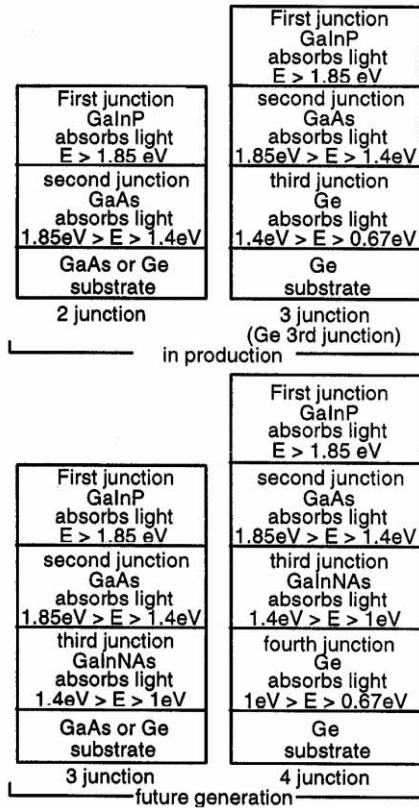 First junction
GaInP
absorbs light
E > 1.85 eV
second junction
GaAs
absorbs light
1.85eV > E > 1.4eV
GaAs or Ge
substrate
2 junction
First junction
GaInP
absorbs light
E > 1.85 eV
second junction
GaAs
absorbs light
1.85eV > E > 1.4eV
third junction
Ge
absorbs light
1.4eV > E > 0.67eV
Ge
substrate
3 junction
(Ge 3rd junction)
in production
First junction
GaInP
absorbs light
E > 1.85 eV
second junction
GaAs
absorbs light
1.85eV > E > 1.4eV
third junction
GaInNAs
absorbs light
1.4eV > E > 1eV
GaAs or Ge
substrate
3 junction
First junction
GaInP
absorbs light
E > 1.85 eV
second junction
GaAs
absorbs light
1.85eV > E > 1.4eV
third junction
GaInNAs
absorbs light
1.4eV > E > 1eV
fourth junction
Ge
absorbs light
1eV > E > 0.67eV
Ge
substrate
4 junction
future generation